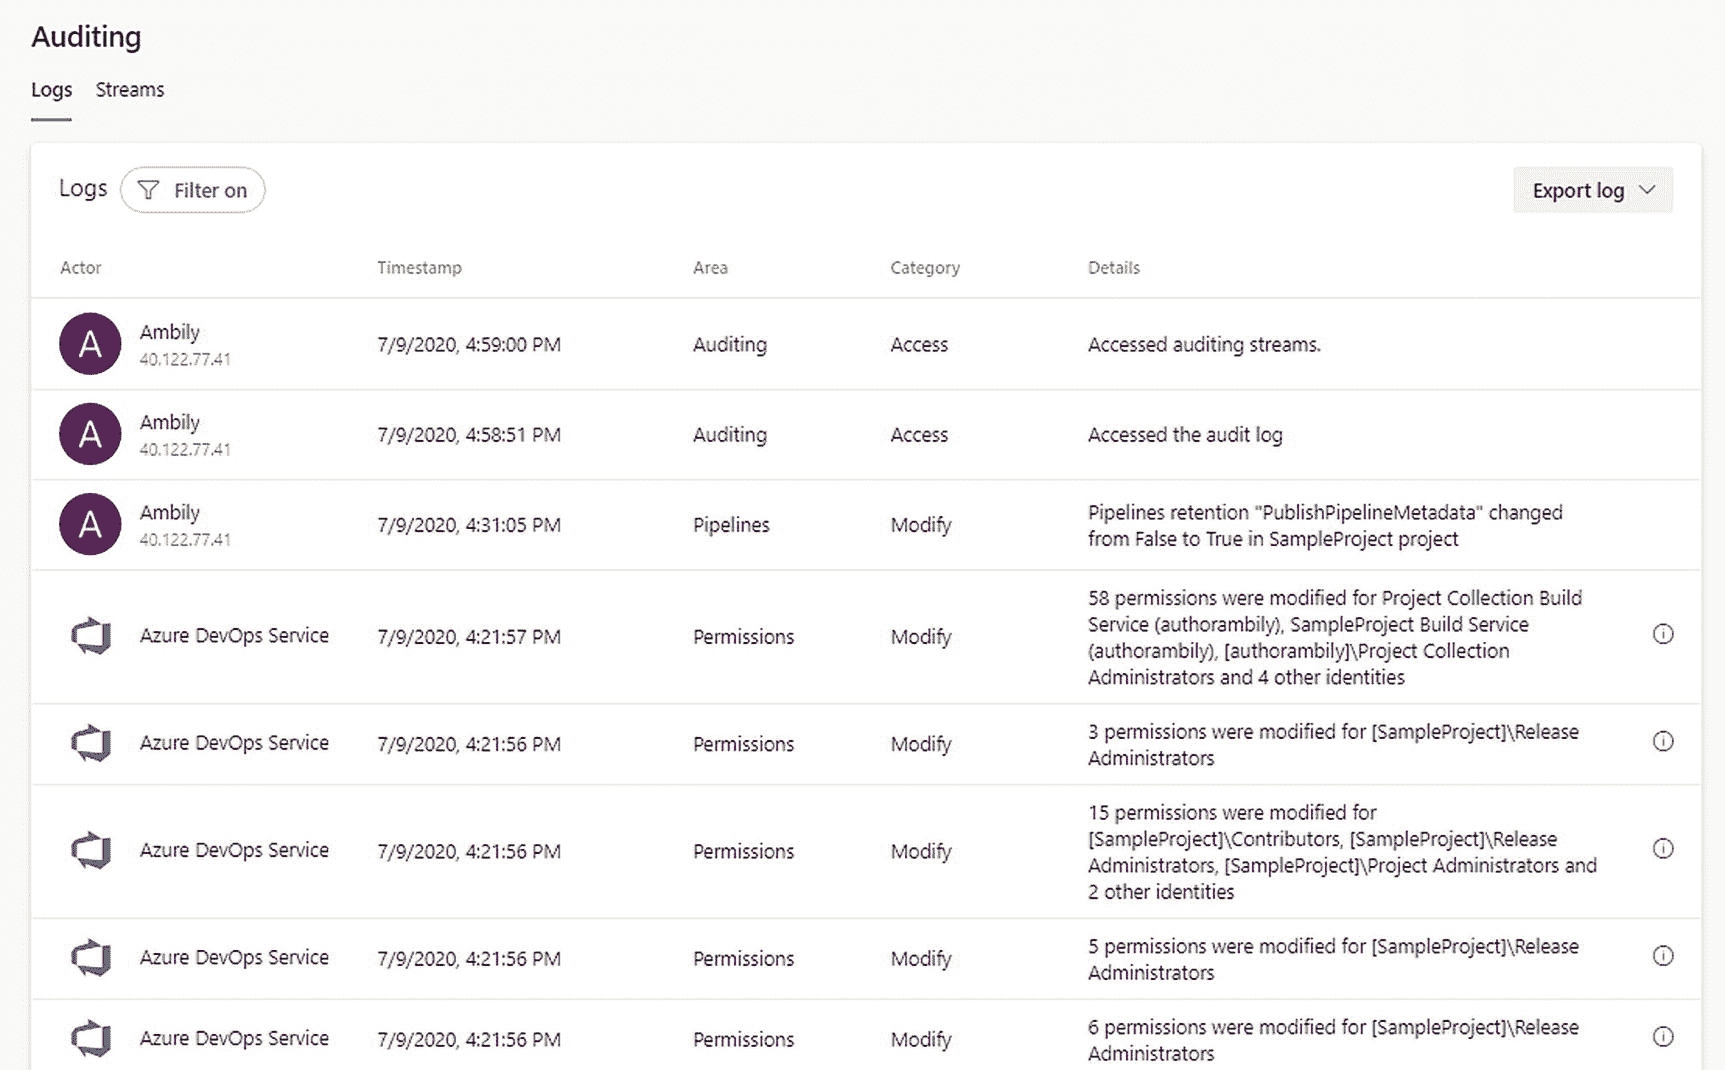 Auditing
Logs Streams
Logs Filter on Export log
Actor Timestamp Area Category Details
A Ambily 7/9/2020, 4:59:00 PM Auditing Access Accessed auditing streams.
40.122.77.41
A Ambily 7/9/2020, 4:58:51 PM Auditing Access Accessed the audit log
40.122.77.41
A Ambily 7/9/2020, 4:31:05 PM Pipelines Modify Pipelines retention "PublishPipelineMetadata" changed
40.122.77.41 from False to True in SampleProject project
Azure DevOps Service 7/9/2020, 4:21:57 PM Permissions Modify 58 permissions were modified for Project Collection Build
Service (authorambily), SampleProject Build Service
(authorambily), [authorambily]\Project Collection
Administrators and 4 other identities
Azure DevOps Service 7/9/2020, 4:21:56 PM Permissions Modify 3 permissions were modified for [SampleProject]\Release
Administrators
Azure DevOps Service 7/9/2020, 4:21:56 PM Permissions Modify 15 permissions were modified for
[SampleProject]\Contributors, [SampleProject]\Release
Administrators, [SampleProject]\Project Administrators and
2 other identities
Azure DevOps Service 7/9/2020, 4:21:56 PM Permissions Modify 5 permissions were modified for [SampleProject]\Release
Administrators
Azure DevOps Service 7/9/2020, 4:21:56 PM Permissions Modify 6 permissions were modified for [SampleProject]\Release
Administrators